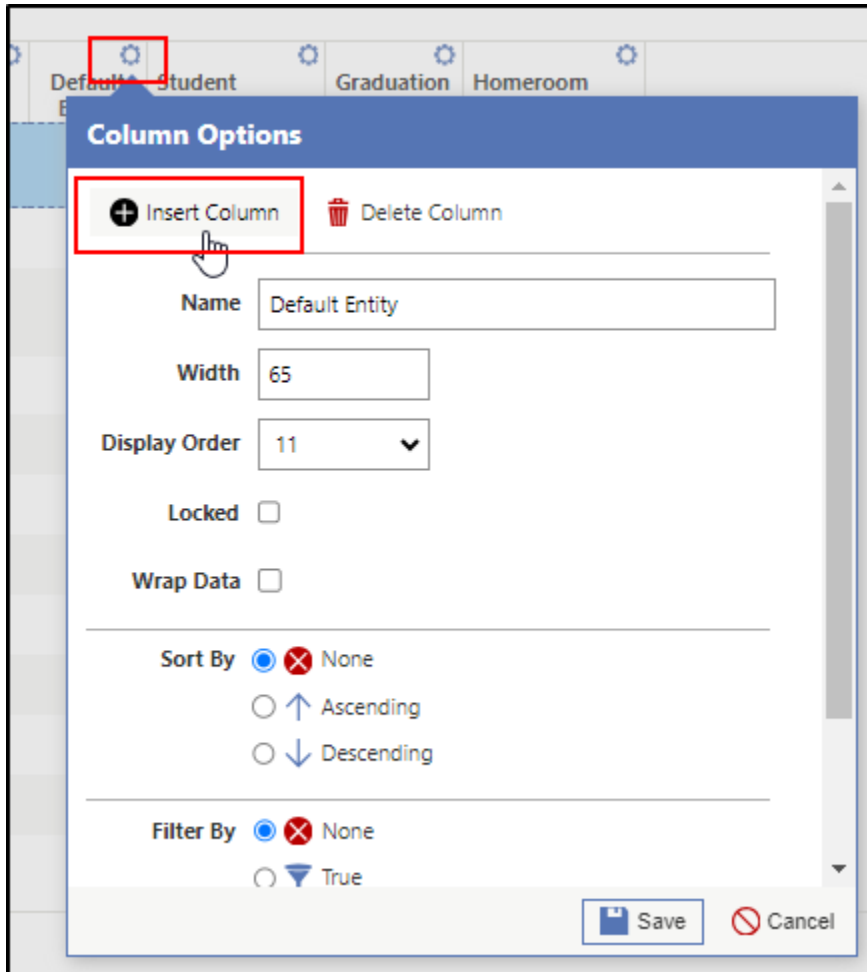 Default Student Graduation Homeroom
Column Options
Insert Column Delete Column
Name Default Entity
Width 65
Display Order 11
Locked
Wrap Data
Sort By None
Ascending
Descending
Filter By None
True
Save Cancel